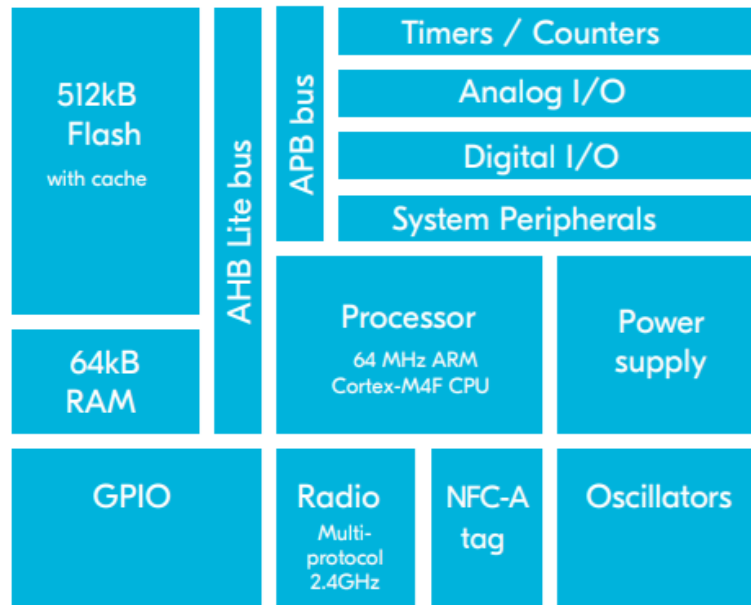 512kB
Flash
with cache
64kB
RAM
AHB Lite bus
APB bus
Timers / Counters
Analog I/O
Digital I/O
System Peripherals
Processor
64 MHz ARM
Cortex-M4F CPU
Power
supply
GPIO
Radio
Multi-
protocol
2.4GHz
NFC-A
tag
Oscillators